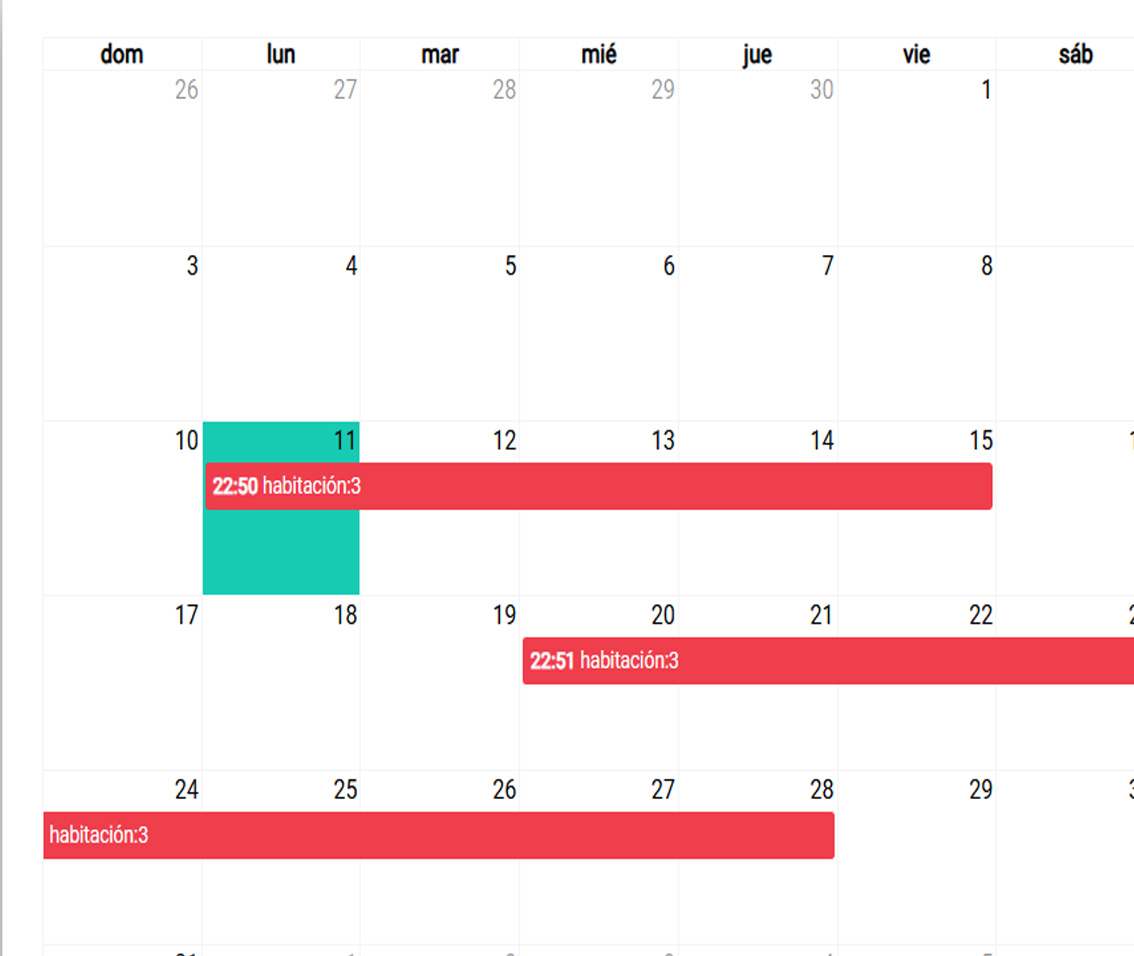 dom lun mar mié jue vie sáb
26 27 28 29 30 1
3 4 5 6 7 8
10 11 12 13 14 15
22:50 habitación:3
17 18 19 20 21 22
22:51 habitación:3
24 25 26 27 28 29
habitación:3